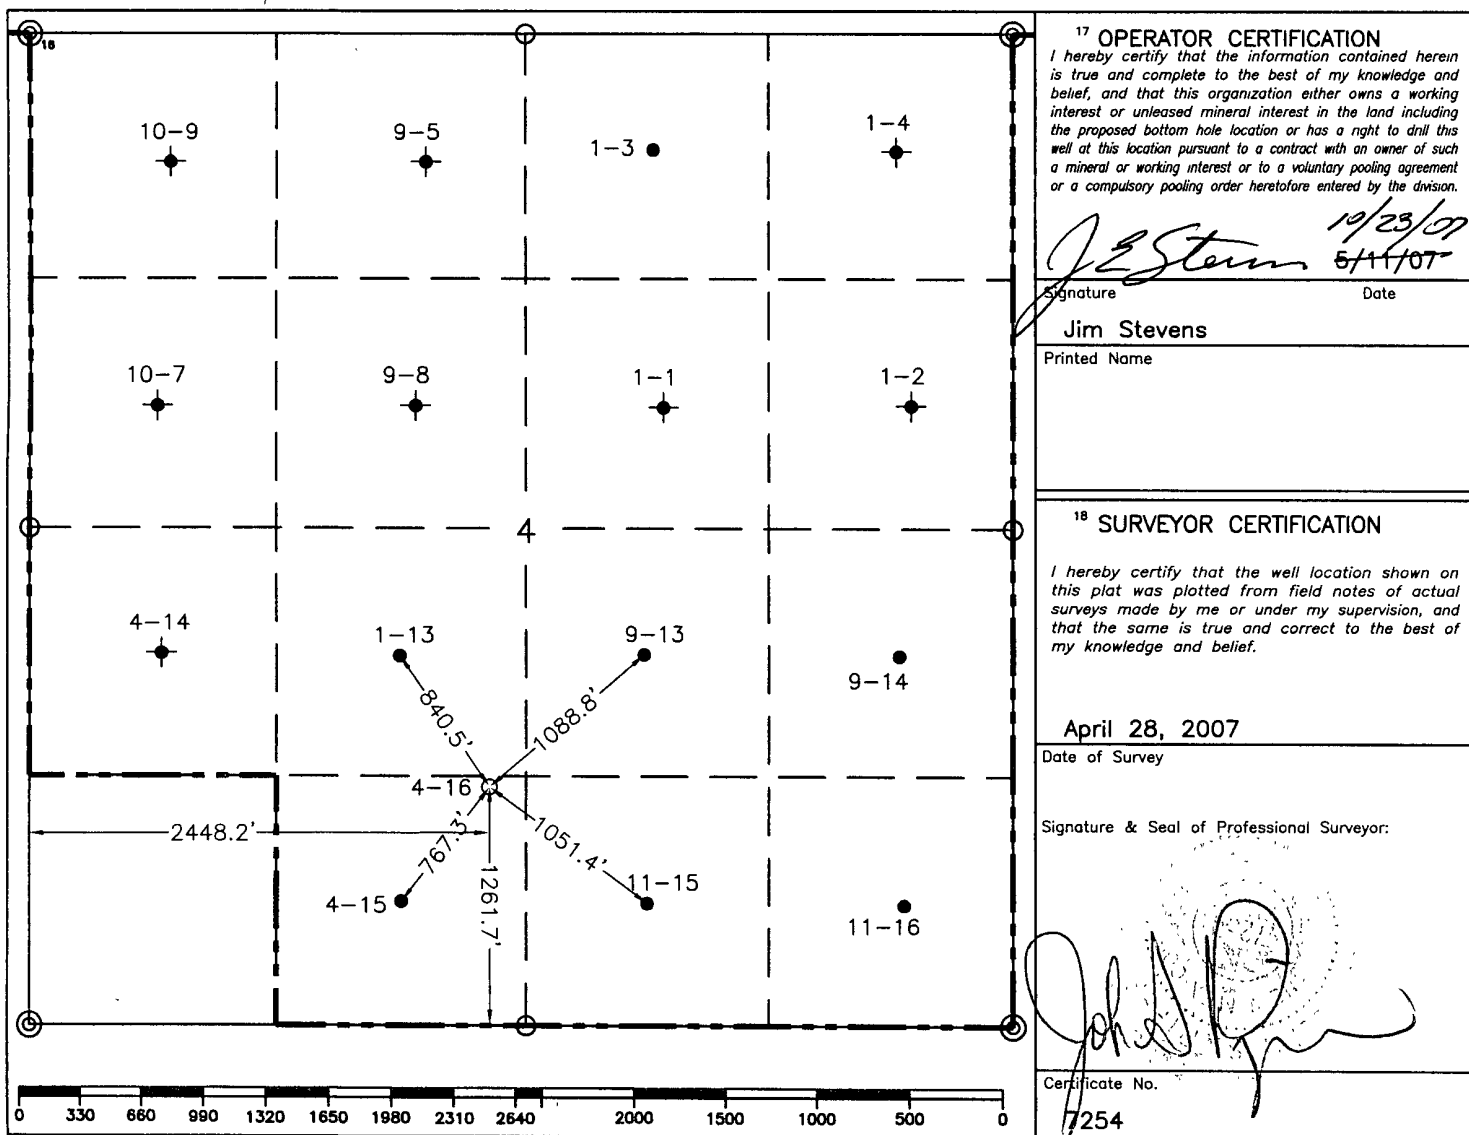 16
10-9
9-5
1-3
1-4
10-7
9-8
1-1
1-2
4
4-14
1-13
9-13
9-14
840.5'
1088.8'
4-16
2448.2'
767.3'
1051.4'
1261.7'
4-15
11-15
11-16
0 330 660 990 1320 1650 1980 2310 2640 2000 1500 1000 500 0
17 OPERATOR CERTIFICATION
I hereby certify that the information contained herein
is true and complete to the best of my knowledge and
belief, and that this organization either owns a working
interest or unleased mineral interest in the land including
the proposed bottom hole location or has a right to drill this
well at this location pursuant to a contract with an owner of such
a mineral or working interest or to a voluntary pooling agreement
or a compulsory pooling order heretofore entered by the division.
10/23/07
J E Stevens 5/11/07
Signature Date
Jim Stevens
Printed Name
18 SURVEYOR CERTIFICATION
I hereby certify that the well location shown on
this plat was plotted from field notes of actual
surveys made by me or under my supervision, and
that the same is true and correct to the best of
my knowledge and belief.
April 28, 2007
Date of Survey
Signature & Seal of Professional Surveyor:
John D
Certificate No.
7254